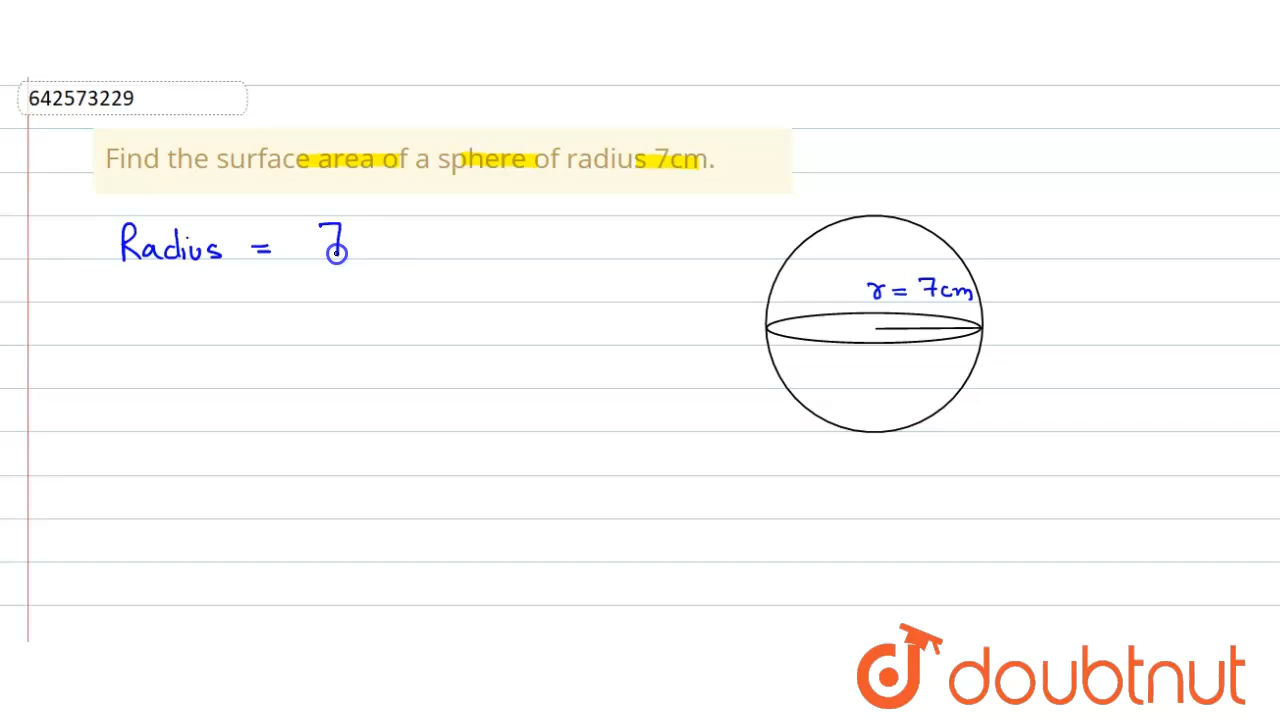 642573229
Find the surface area of a sphere of radius 7cm.
Radius = 7
r = 7cm
doubtnut